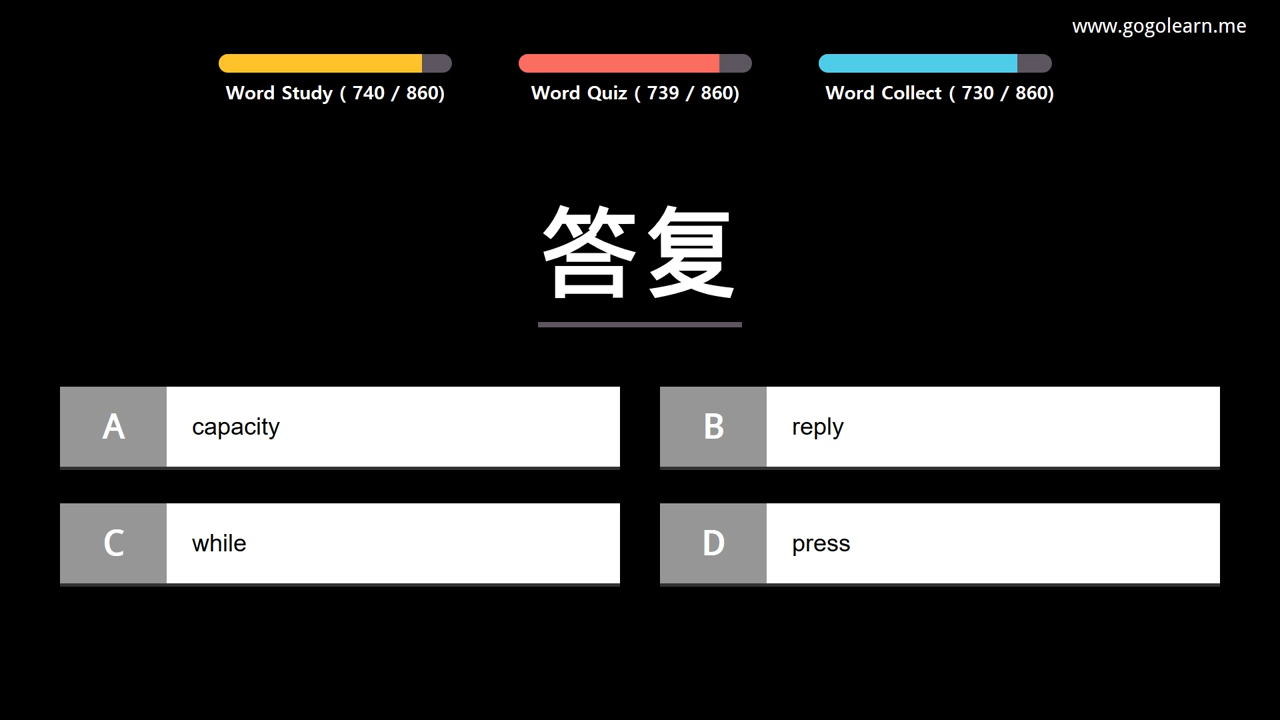 www.gogolearn.me
Word Study ( 740 / 860)
Word Quiz ( 739 / 860)
Word Collect ( 730 / 860)
答复
A capacity
B reply
C while
D press